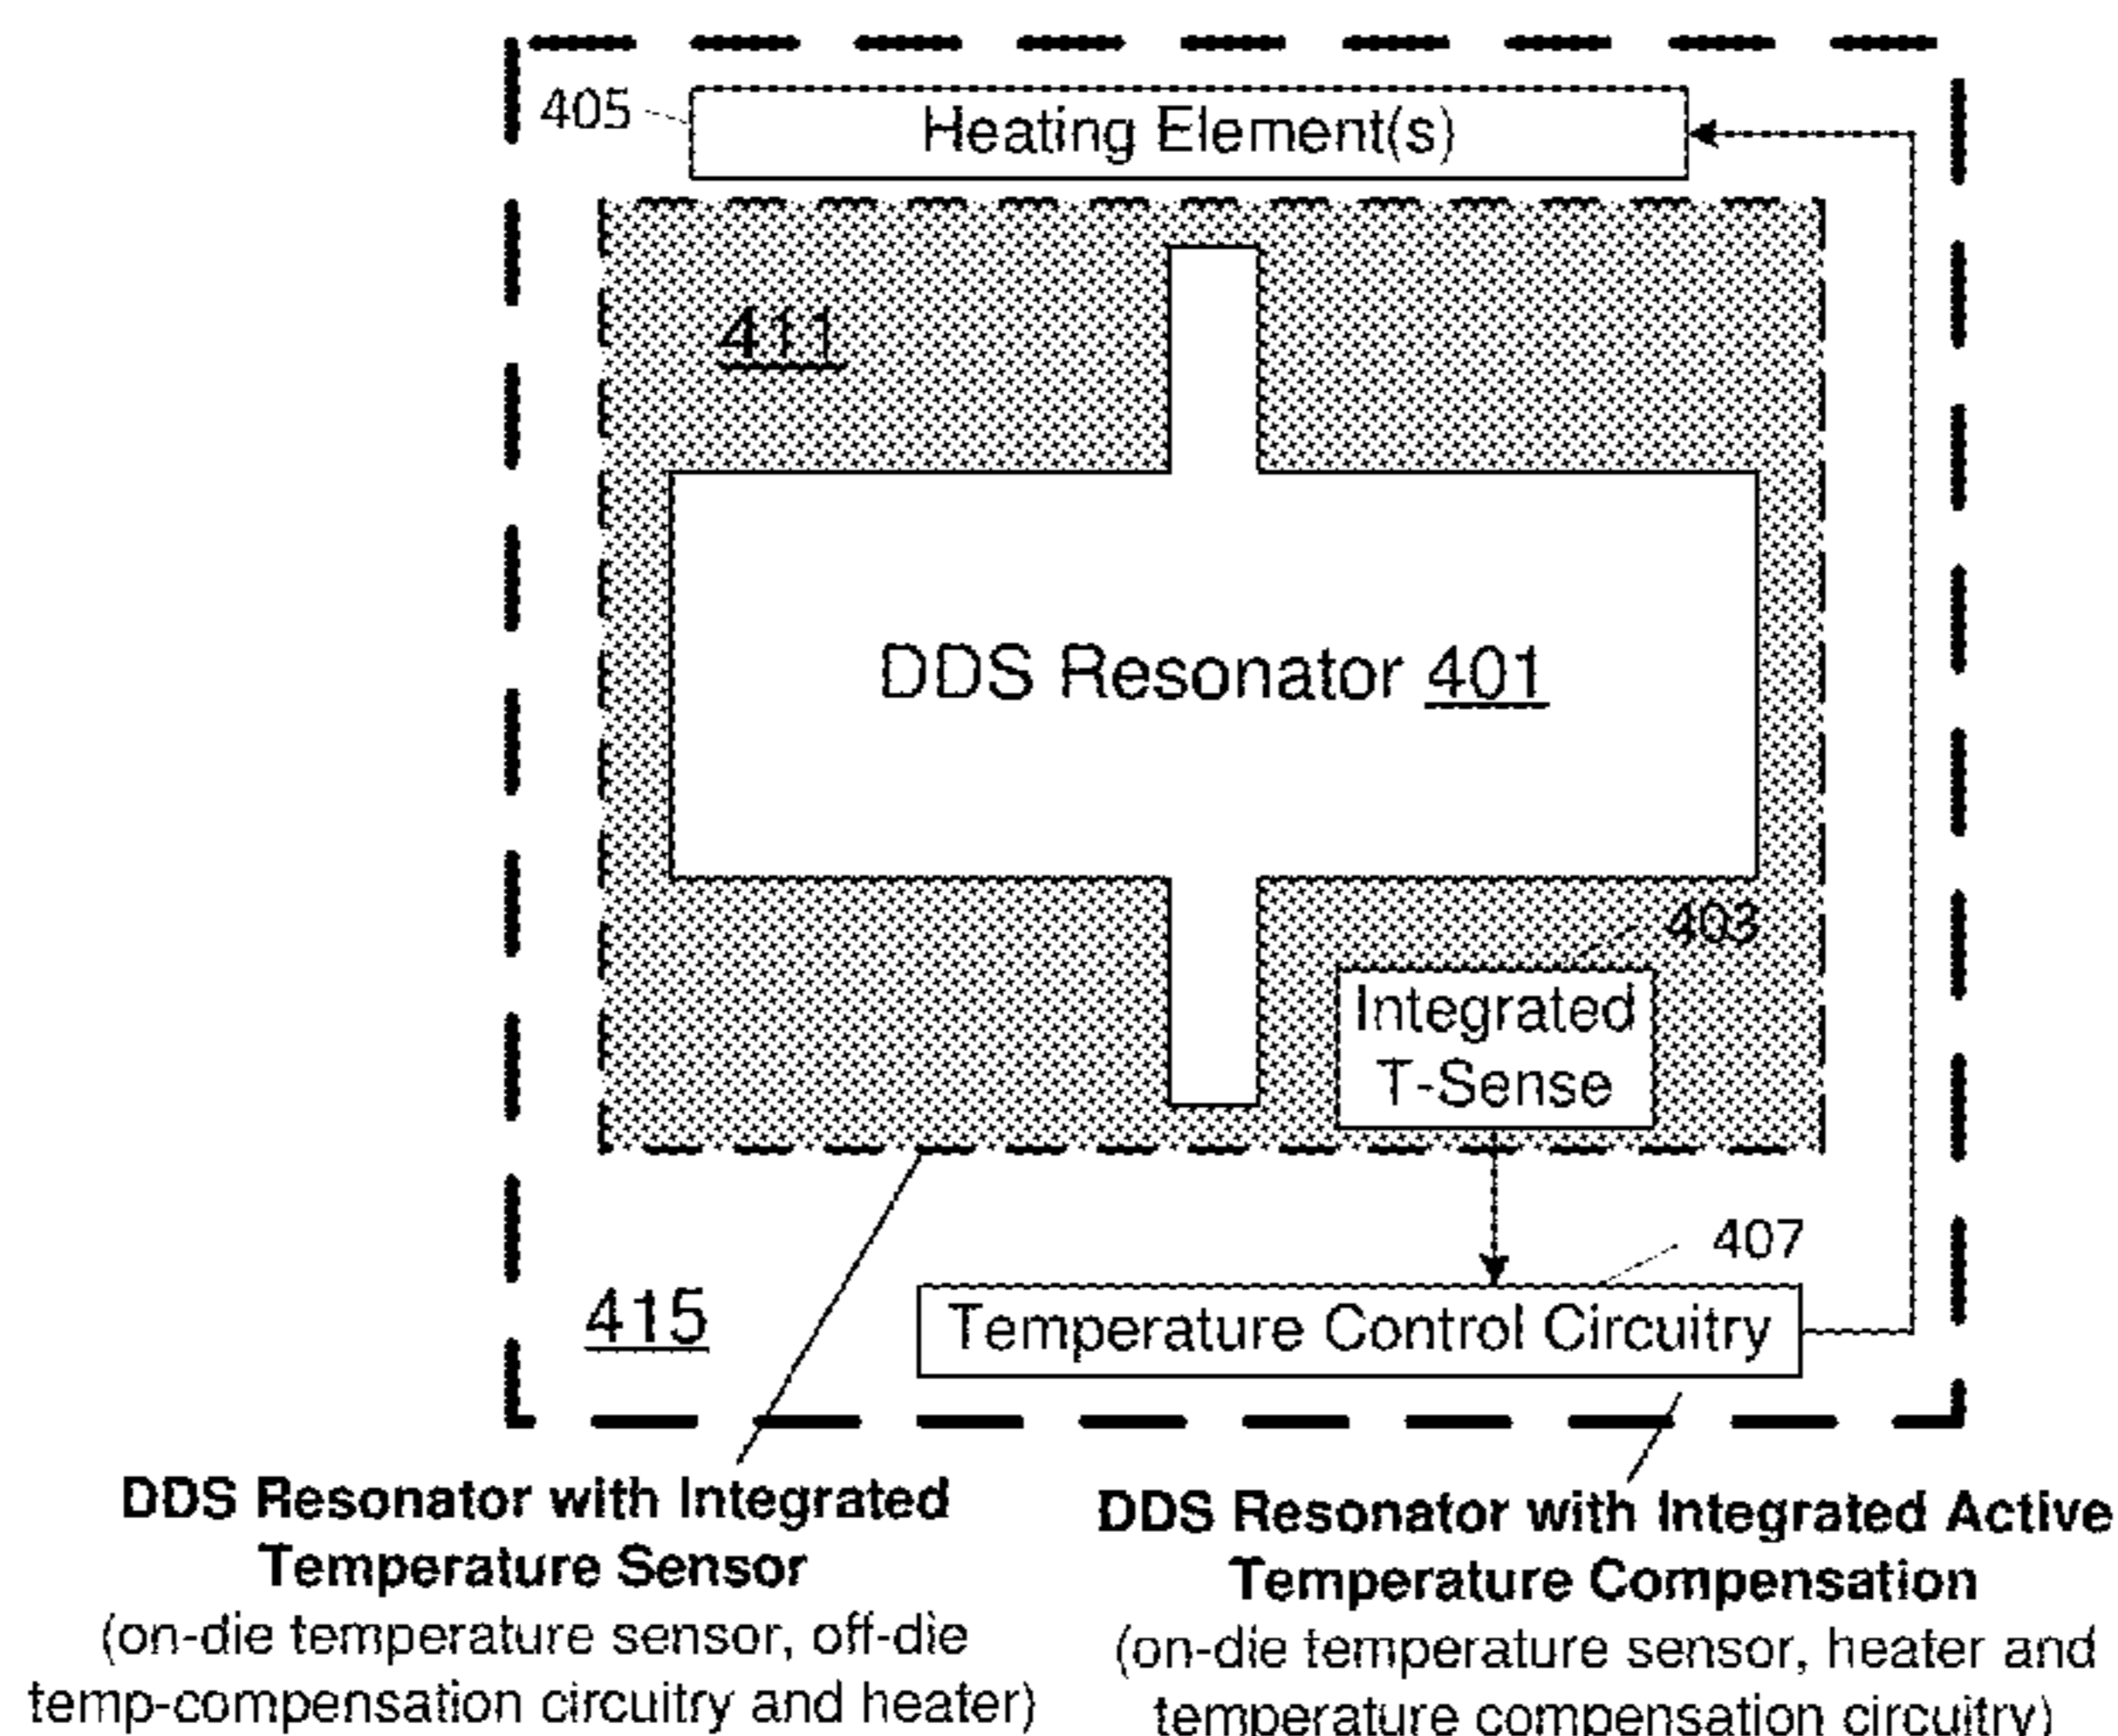 405
Heating Element(s)
411
DDS Resonator 401
403
Integrated
T-Sense
407
415
Temperature Control Circuitry
DDS Resonator with Integrated
Temperature Sensor
(on-die temperature sensor, off-die
temp-compensation circuitry and heater)
DDS Resonator with Integrated Active
Temperature Compensation
(on-die temperature sensor, heater and
temperature compensation circuitry)